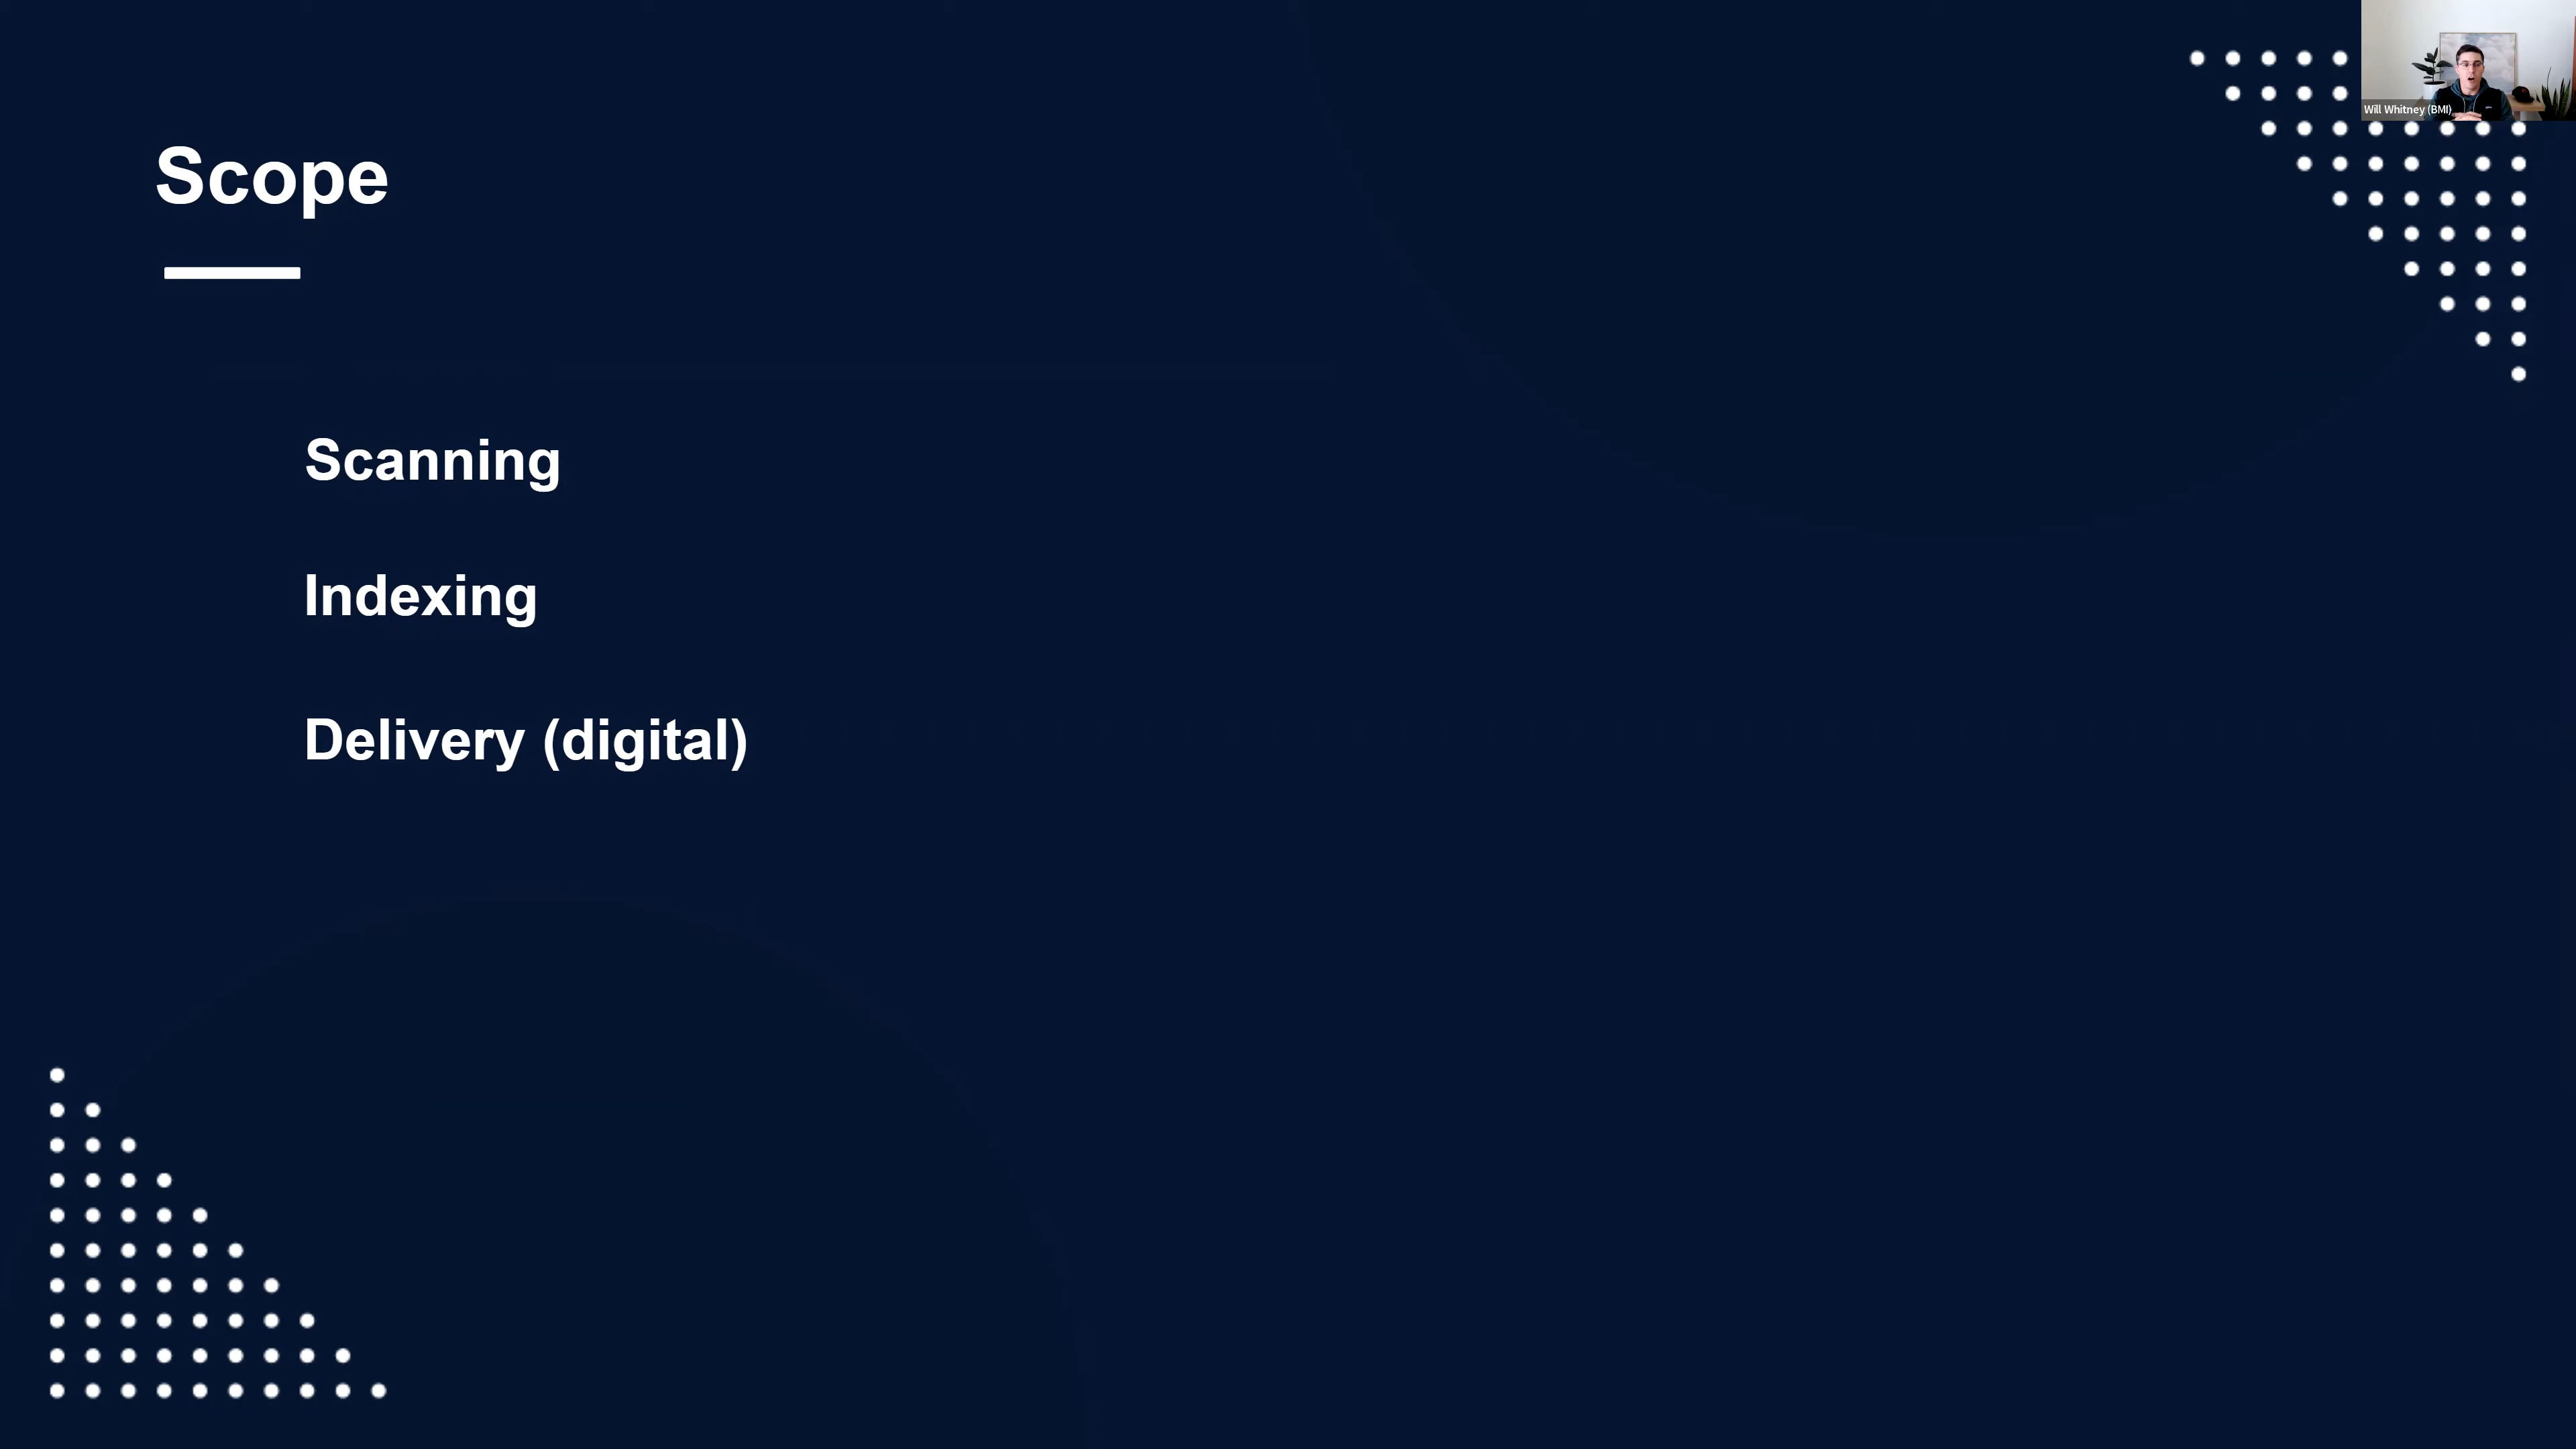 Will Whitney (BMI)
Scope
Scanning
Indexing
Delivery (digital)